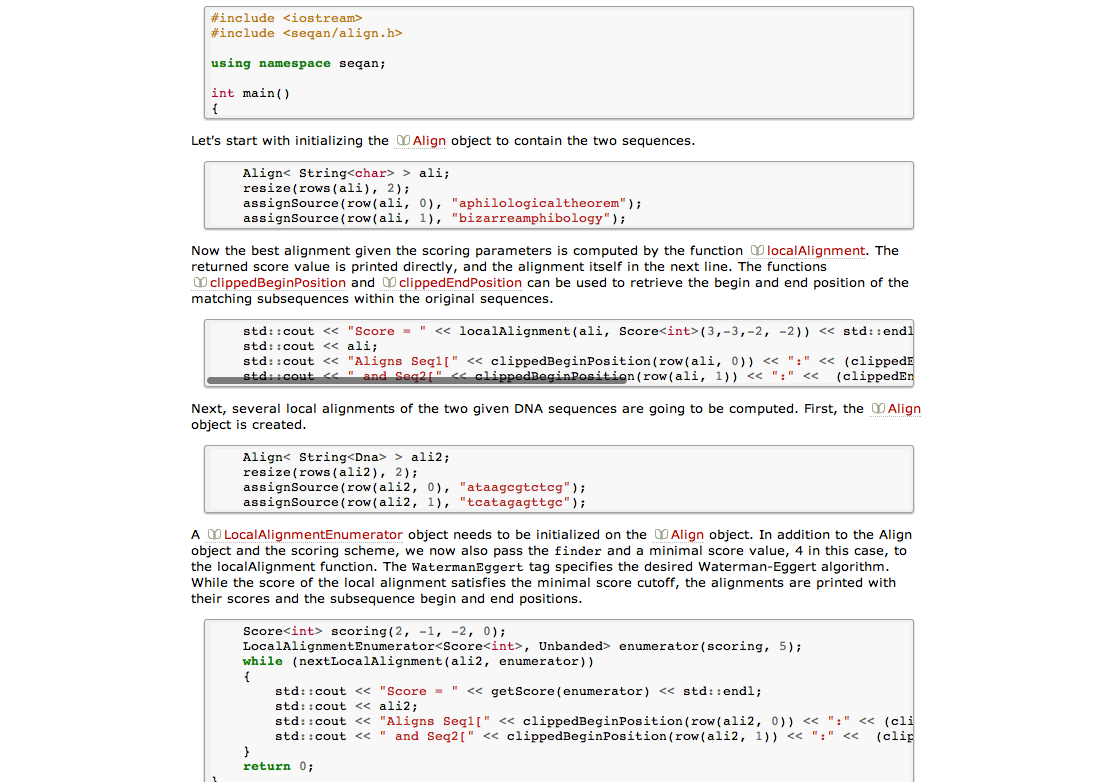 #include <iostream>
#include <seqan/align.h>
using namespace seqan;
int main()
{
Let's start with initializing the Align object to contain the two sequences.
Align< String<char> > ali;
resize(rows(ali), 2);
assignSource(row(ali, 0), "aphilologicaltheorem");
assignSource(row(ali, 1), "bizarreamphibology");
Now the best alignment given the scoring parameters is computed by the function localAlignment. The
returned score value is printed directly, and the alignment itself in the next line. The functions
clippedBeginPosition and clippedEndPosition can be used to retrieve the begin and end position of the
matching subsequences within the original sequences.
std::cout << "Score = " << localAlignment(ali, Score<int>(3,-3,-2, -2)) << std::endl
std::cout << ali;
std::cout << "Aligns Seq1[" << clippedBeginPosition(row(ali, 0)) << ":" << (clippedE
std::cout << " and Seq2[" << clippedBeginPosition(row(ali, 1)) << ":" <<  (clippedEn
Next, several local alignments of the two given DNA sequences are going to be computed. First, the Align
object is created.
Align< String<Dna> > ali2;
resize(rows(ali2), 2);
assignSource(row(ali2, 0), "ataagcgtctcg");
assignSource(row(ali2, 1), "tcatagagttgc");
A LocalAlignmentEnumerator object needs to be initialized on the Align object. In addition to the Align
object and the scoring scheme, we now also pass the finder and a minimal score value, 4 in this case, to
the localAlignment function. The WatermanEggert tag specifies the desired Waterman-Eggert algorithm.
While the score of the local alignment satisfies the minimal score cutoff, the alignments are printed with
their scores and the subsequence begin and end positions.
Score<int> scoring(2, -1, -2, 0);
LocalAlignmentEnumerator<Score<int>, Unbanded> enumerator(scoring, 5);
while (nextLocalAlignment(ali2, enumerator))
{
std::cout << "Score = " << getScore(enumerator) << std::endl;
std::cout << ali2;
std::cout << "Aligns Seq1[" << clippedBeginPosition(row(ali2, 0)) << ":" << (cli
std::cout << " and Seq2[" << clippedBeginPosition(row(ali2, 1)) << ":" <<  (clip
}
return 0;
}